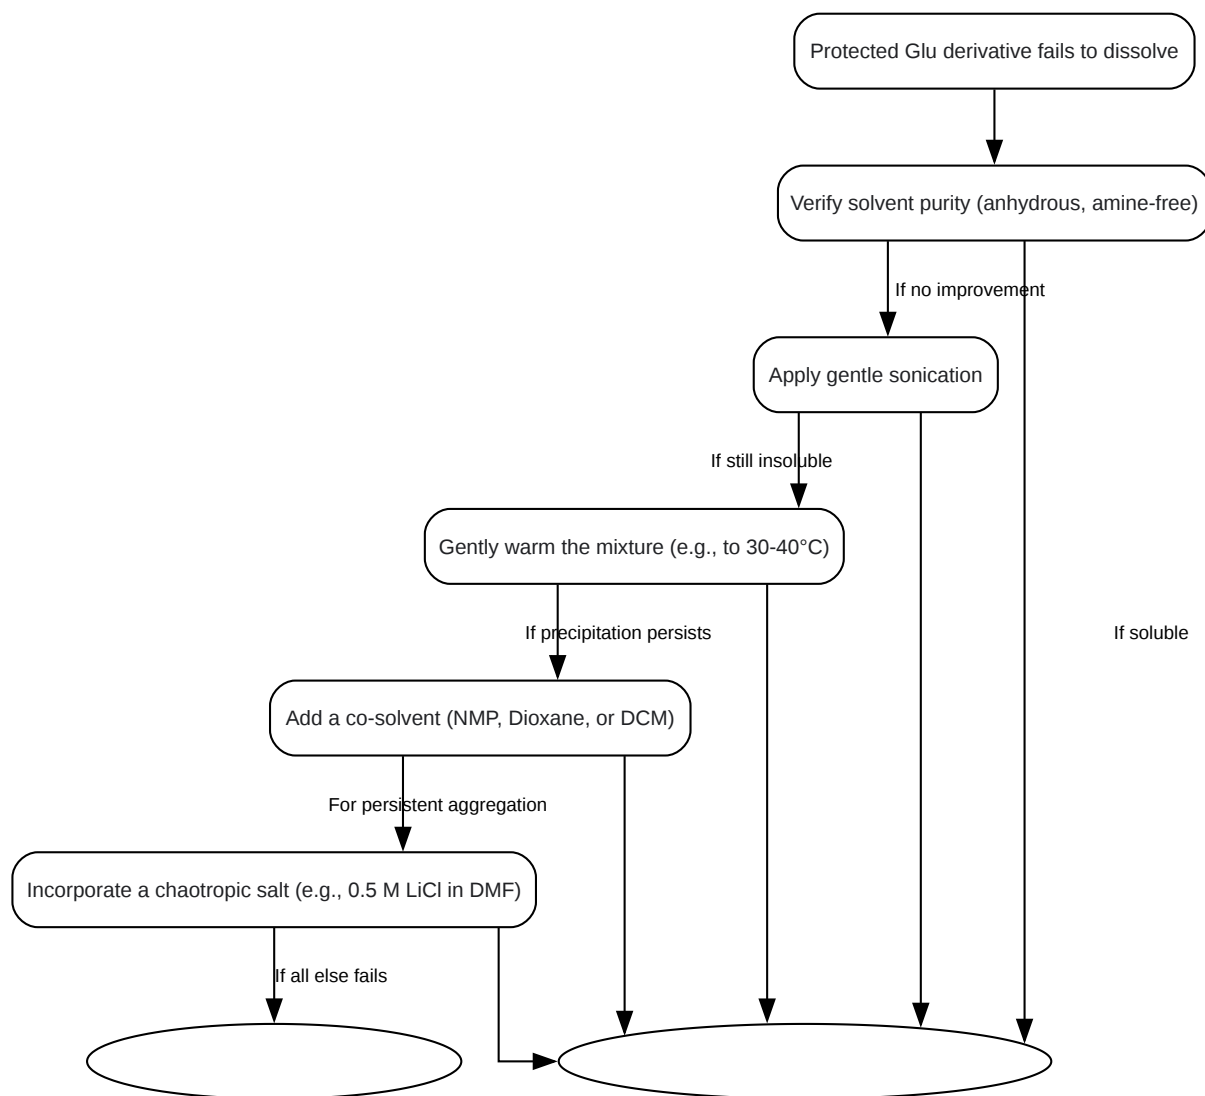 Protected Glu derivative fails to dissolve
Verify solvent purity (anhydrous, amine-free)
If no improvement
Apply gentle sonication
If still insoluble
Gently warm the mixture (e.g., to 30-40°C)
If precipitation persists
If soluble
Add a co-solvent (NMP, Dioxane, or DCM)
For persistent aggregation
Incorporate a chaotropic salt (e.g., 0.5 M LiCl in DMF)
If all else fails